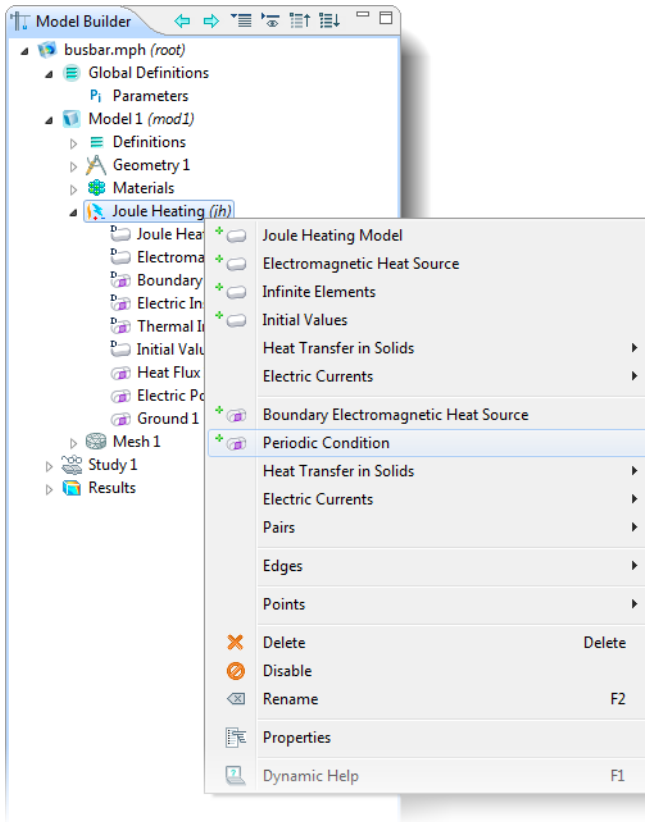 Model Builder
busbar.mph (root)
Global Definitions
Pi Parameters
Model 1 (mod1)
Definitions
Geometry 1
Materials
Joule Heating (jh)
D Joule Hea
D Electroma
D Boundary
D Electric In
D Thermal I
D Initial Valu
Heat Flux
Electric Po
Ground 1
Mesh 1
Study 1
Results
Joule Heating Model
Electromagnetic Heat Source
Infinite Elements
Initial Values
Heat Transfer in Solids
Electric Currents
Boundary Electromagnetic Heat Source
Periodic Condition
Heat Transfer in Solids
Electric Currents
Pairs
Edges
Points
Delete Delete
Disable
Rename F2
Properties
Dynamic Help F1